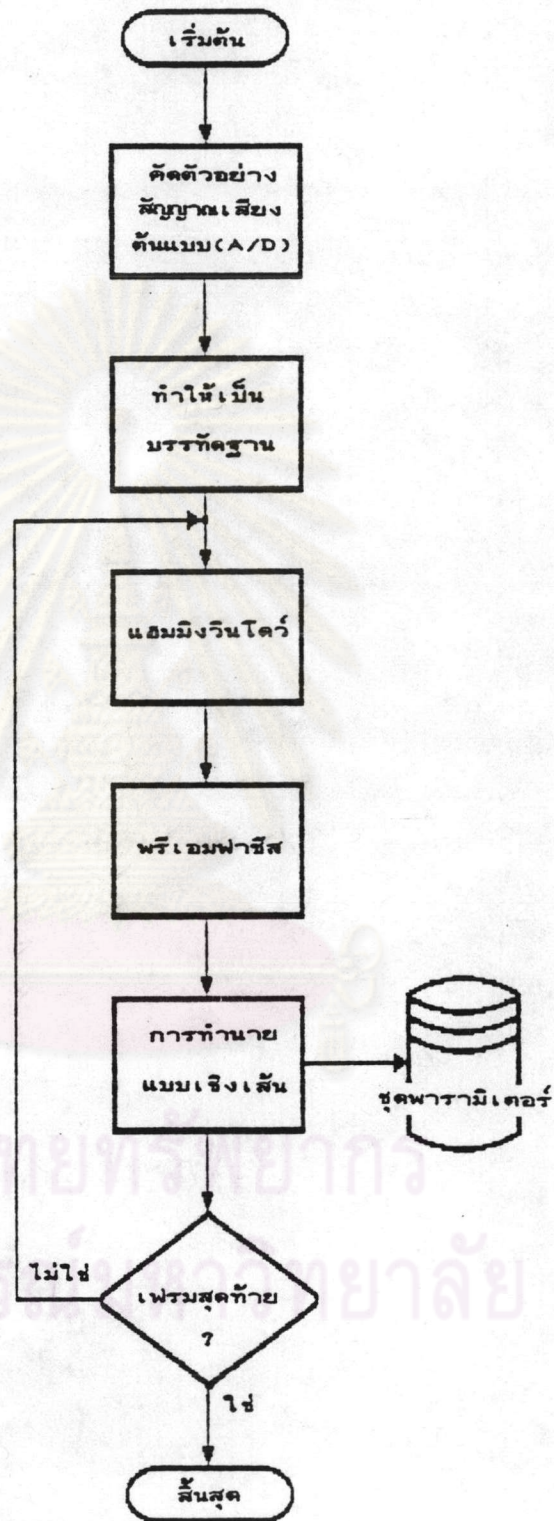 เริ่มต้น
คัดตัวอย่าง
สัญญาณเสียง
ต้นแบบ(A/D)
ทำให้เป็น
บรรทัดฐาน
แฮมมิงวินโดว์
พรีเอมฟาซีส
การทำนาย
แบบเชิงเส้น
ชุดพารามิเตอร์
ไม่ใช่
เฟรมสุดท้าย
?
ใช่
สิ้นสุด